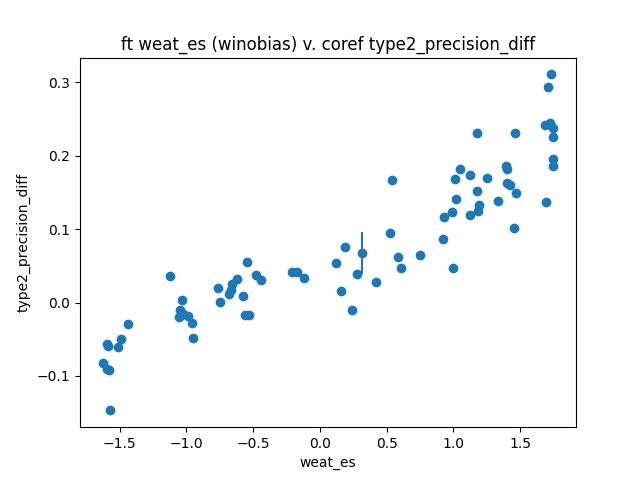 ft weat_es (winobias) v. coref type2_precision_diff
type2_precision_diff
0.3
0.2
0.1
0.0
−0.1
−1.5 −1.0 −0.5 0.0 0.5 1.0 1.5
weat_es